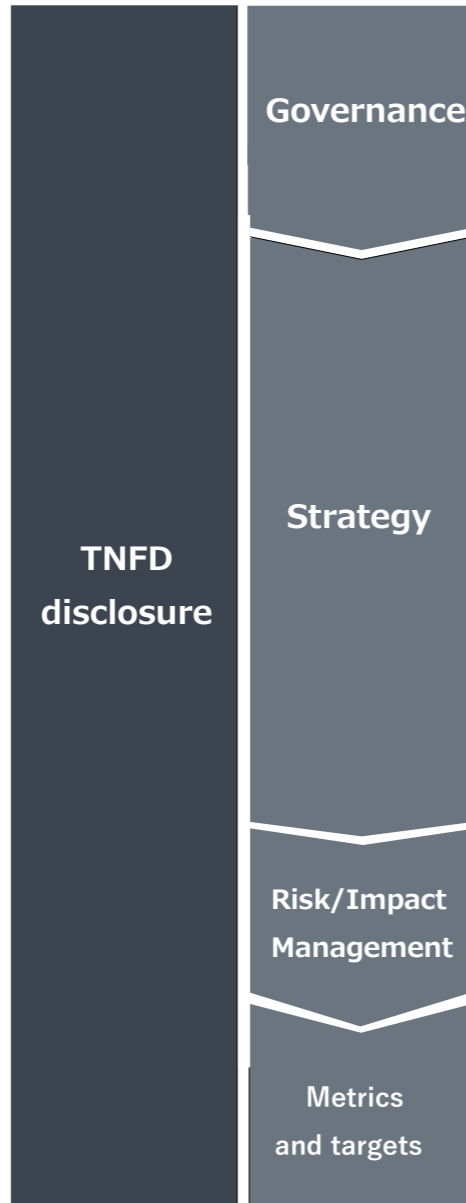 TNFD
disclosure
Governance
Strategy
Risk/Impact
Management
Metrics
and targets